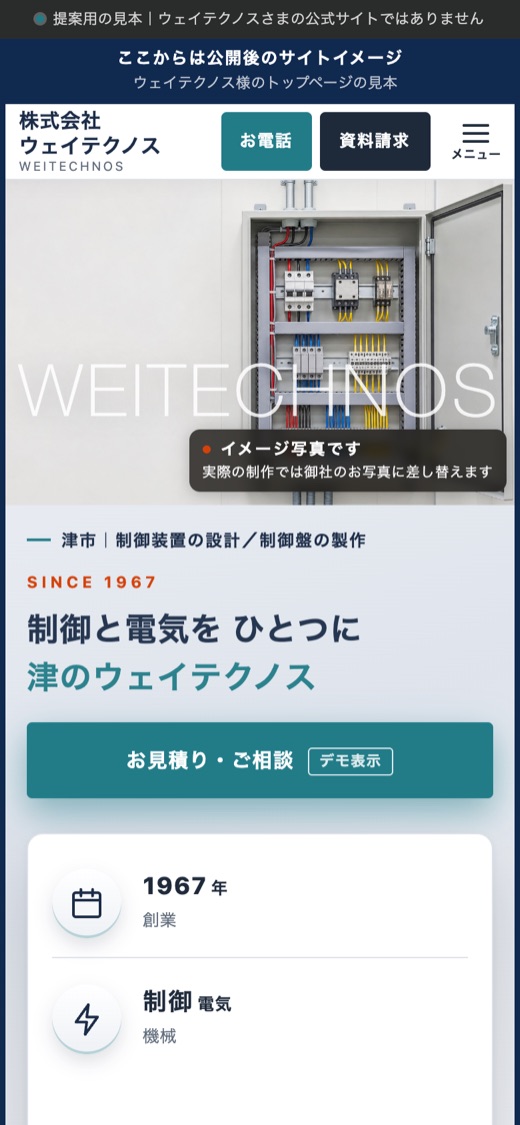 提案用の見本｜ウェイテクノスさまの公式サイトではありません
ここからは公開後のサイトイメージ
ウェイテクノス様のトップページの見本
株式会社
ウェイテクノス
WEITECHNOS
お電話
資料請求
メニュー
WEITECHNOS
イメージ写真です
実際の制作では御社のお写真に差し替えます
津市｜制御装置の設計／制御盤の製作
SINCE 1967
制御と電気を ひとつに
津のウェイテクノス
お見積り・ご相談 デモ表示
1967 年
創業
制御 電気
機械